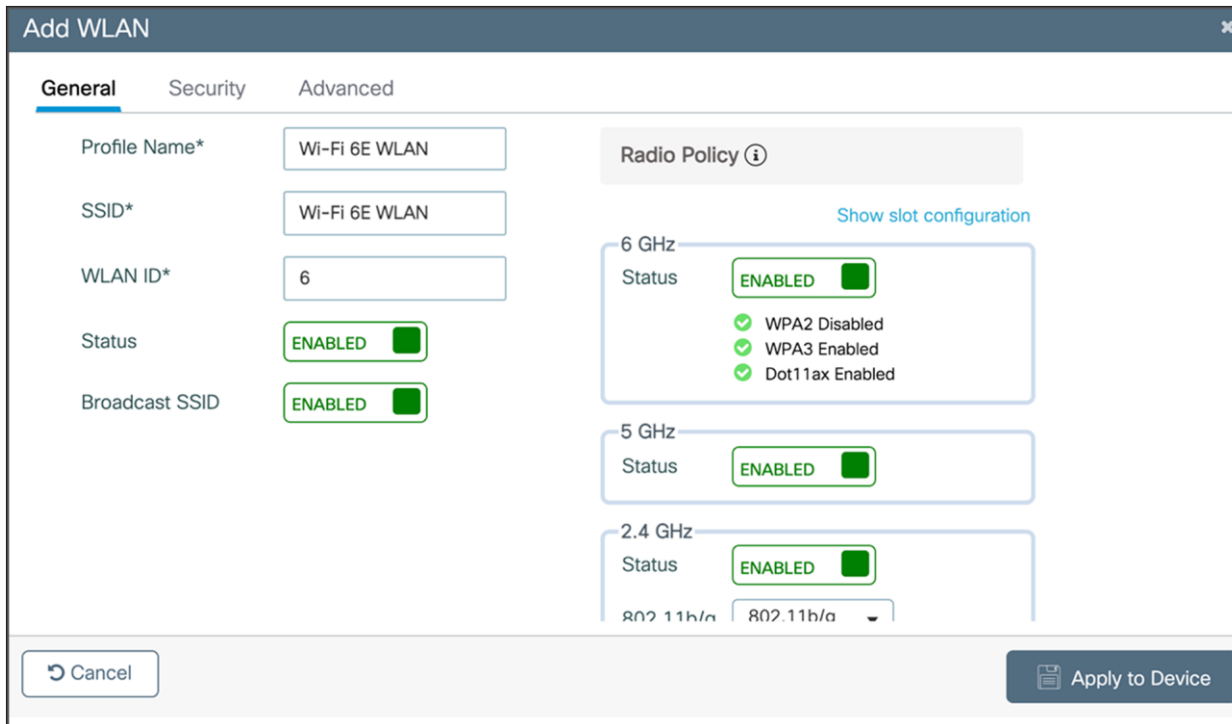 Add WLAN
General Security Advanced
Profile Name* Wi-Fi 6E WLAN
SSID* Wi-Fi 6E WLAN
WLAN ID* 6
Status ENABLED
Broadcast SSID ENABLED
Radio Policy
Show slot configuration
6 GHz
Status ENABLED
WPA2 Disabled
WPA3 Enabled
Dot11ax Enabled
5 GHz
Status ENABLED
2.4 GHz
Status ENABLED
802.11b/g 802.11b/g
Cancel Apply to Device